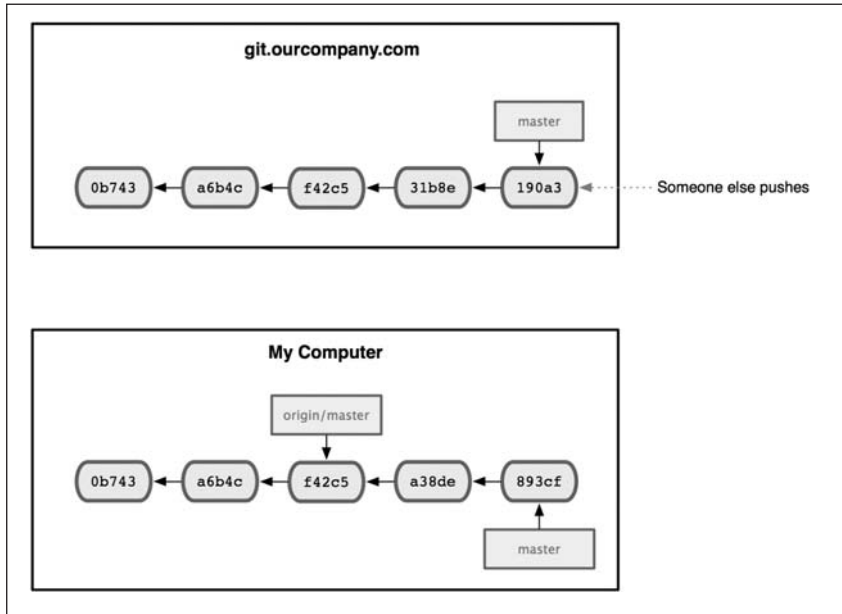 git.ourcompany.com
master
0b743
a6b4c
f42c5
31b8e
190a3
Someone else pushes
My Computer
origin/master
0b743
a6b4c
f42c5
a38de
893cf
master